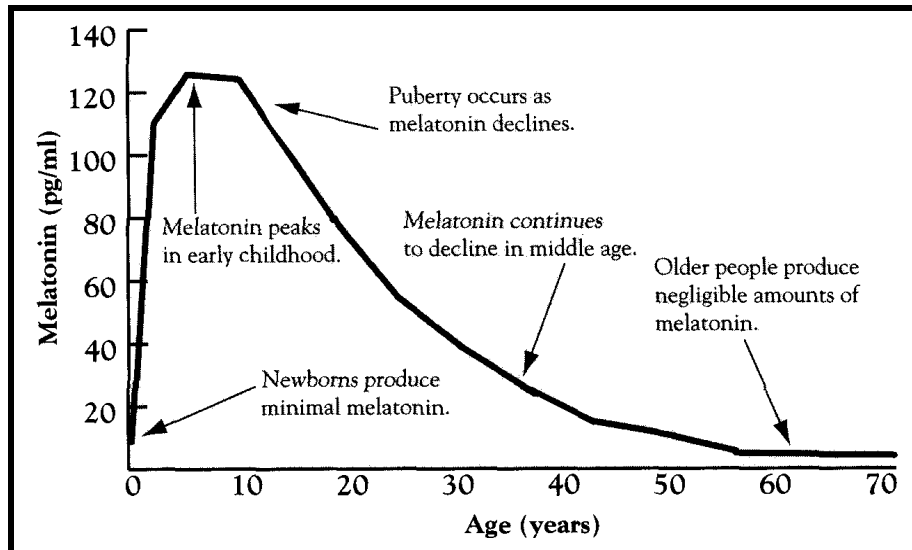 140
120
100
80
60
40
20
Melatonin (pg/ml)
Puberty occurs as
melatonin declines.
Melatonin peaks
in early childhood.
Melatonin continues
to decline in middle age.
Older people produce
negligible amounts of
melatonin.
Newborns produce
minimal melatonin.
0 10 20 30 40 50 60 70
Age (years)